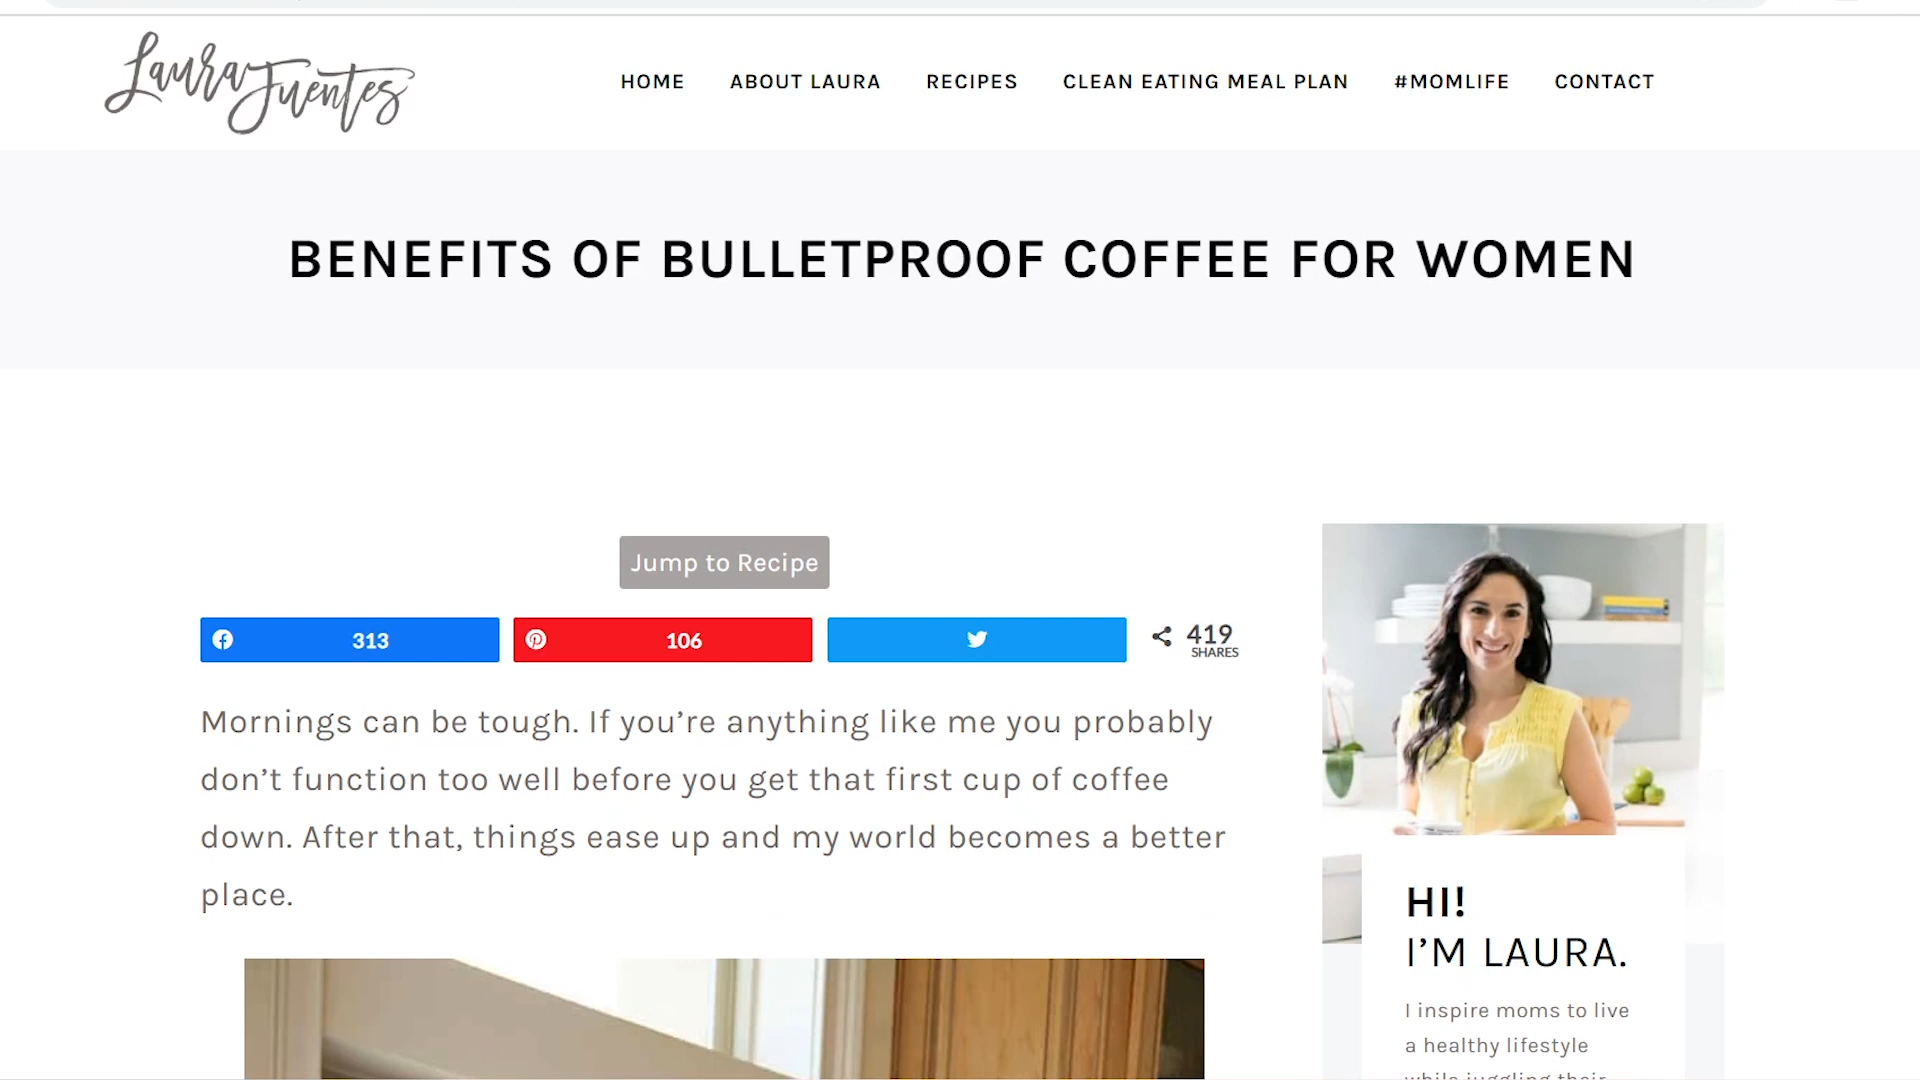 Laura Fuentes
HOME ABOUT LAURA RECIPES CLEAN EATING MEAL PLAN #MOMLIFE CONTACT
BENEFITS OF BULLETPROOF COFFEE FOR WOMEN
Jump to Recipe
313 106 419
SHARES
Mornings can be tough. If you’re anything like me you probably
don’t function too well before you get that first cup of coffee
down. After that, things ease up and my world becomes a better
place.
HI!
I’M LAURA.
I inspire moms to live
a healthy lifestyle
while juggling their